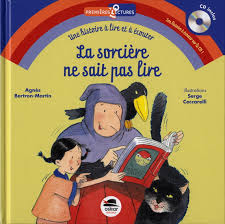 PREMIÈRES LECTURES
CD inclus
Une histoire à lire et à écouter
La sorcière
ne sait pas lire
Agnès
Bertron-Martin
Illustrations
Serge
Ceccarelli
oskar